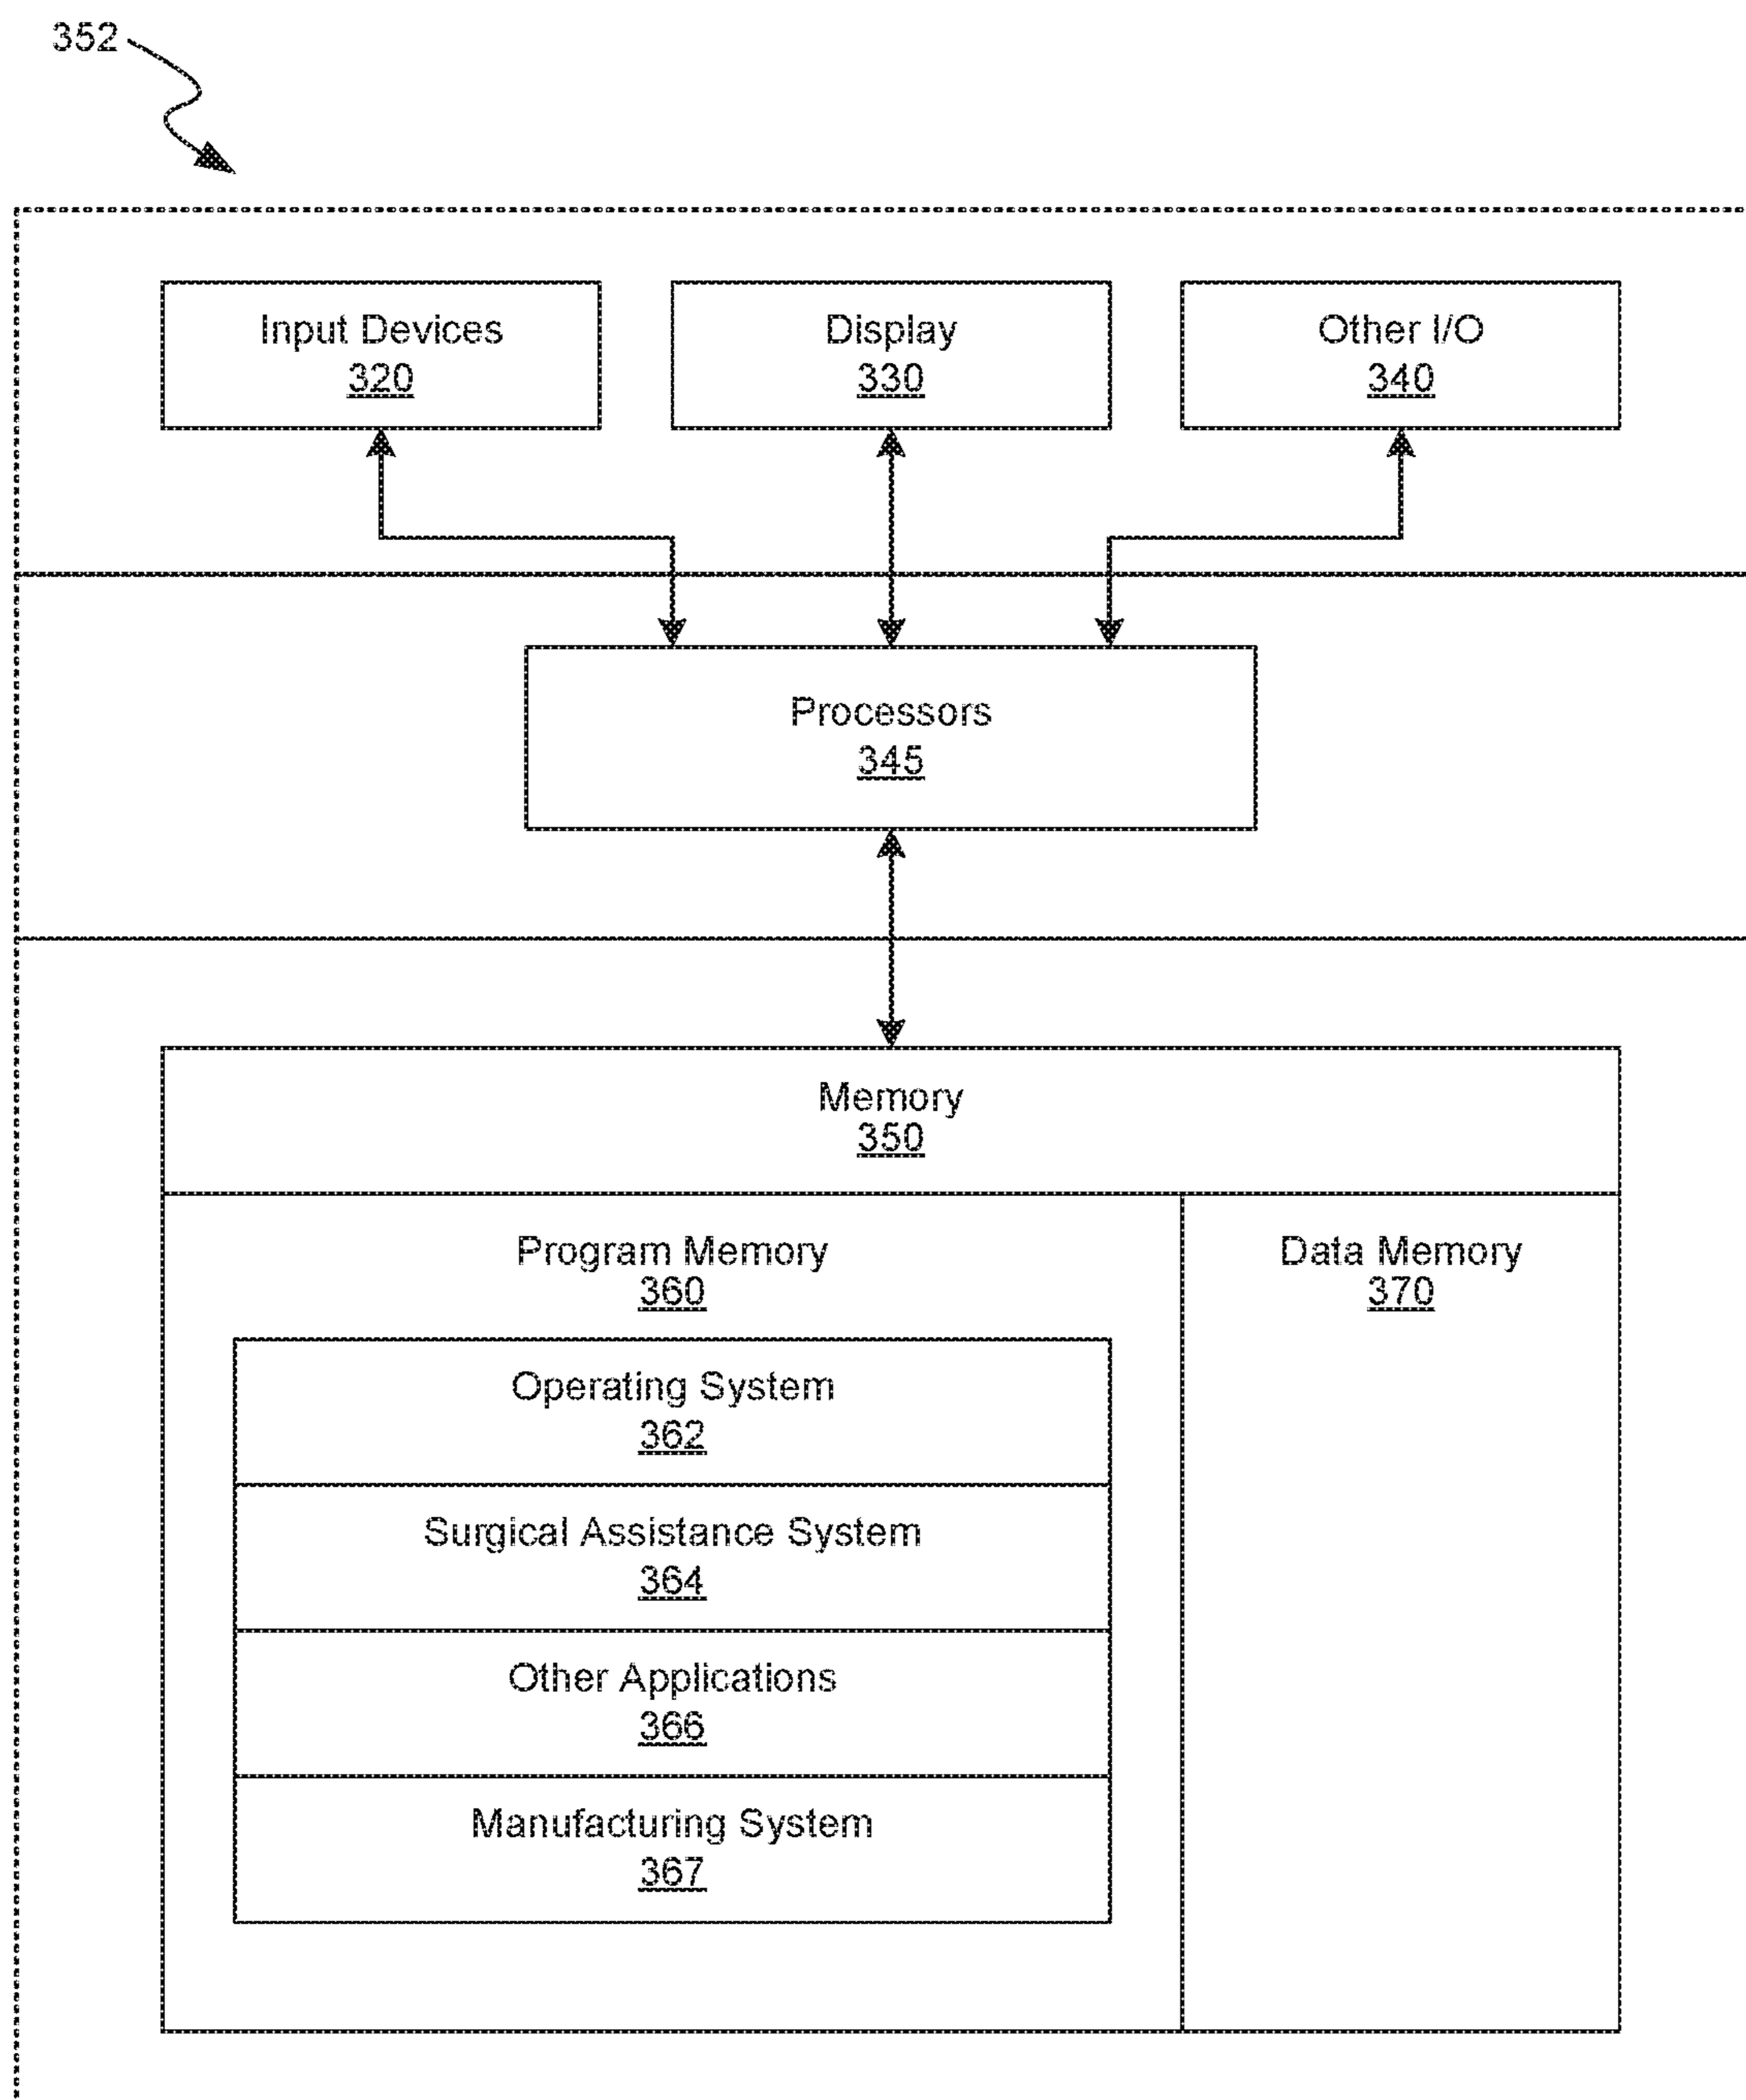 352
Input Devices
320
Display
330
Other I/O
340
Processors
345
Memory
350
Program Memory
360
Data Memory
370
Operating System
362
Surgical Assistance System
364
Other Applications
366
Manufacturing System
367